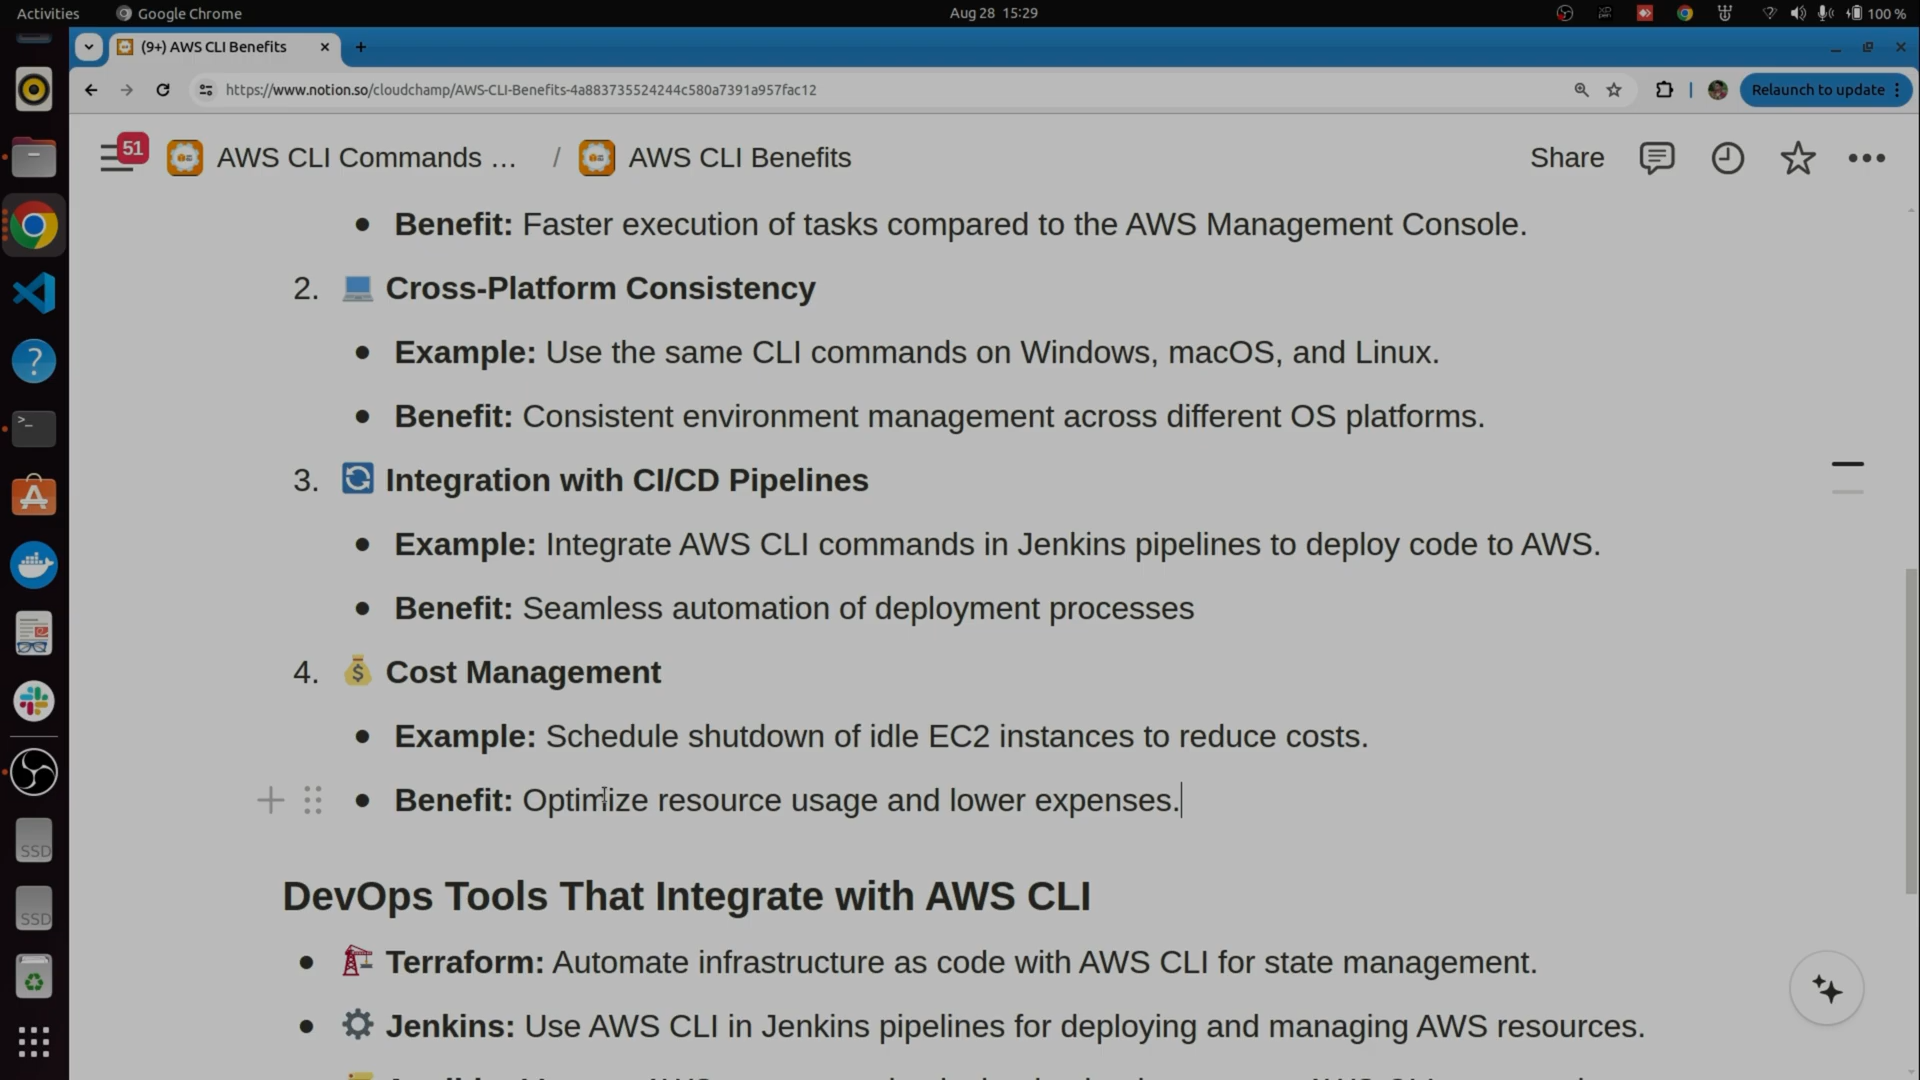 Activities
Google Chrome
Aug 28 15:29
100 %
(9+) AWS CLI Benefits
https://www.notion.so/cloudchamp/AWS-CLI-Benefits-4a883735524244c580a7391a957fac12
Relaunch to update
51
AWS CLI Commands …
/
AWS CLI Benefits
Share
• Benefit: Faster execution of tasks compared to the AWS Management Console.
2. Cross-Platform Consistency
• Example: Use the same CLI commands on Windows, macOS, and Linux.
• Benefit: Consistent environment management across different OS platforms.
3. Integration with CI/CD Pipelines
• Example: Integrate AWS CLI commands in Jenkins pipelines to deploy code to AWS.
• Benefit: Seamless automation of deployment processes
4. Cost Management
• Example: Schedule shutdown of idle EC2 instances to reduce costs.
• Benefit: Optimize resource usage and lower expenses.
SSD
SSD
DevOps Tools That Integrate with AWS CLI
• Terraform: Automate infrastructure as code with AWS CLI for state management.
• Jenkins: Use AWS CLI in Jenkins pipelines for deploying and managing AWS resources.